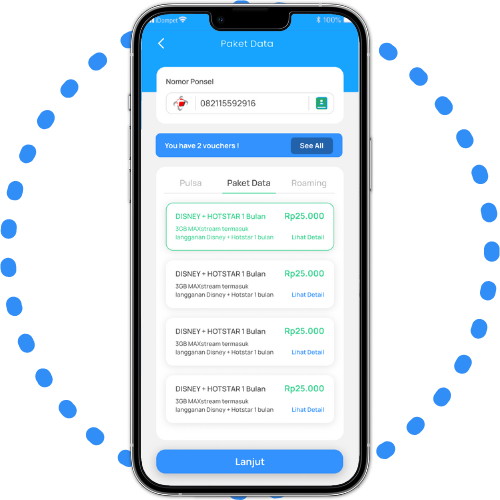 iDompet
100%
Paket Data
Nomor Ponsel
082115592916
You have 2 vouchers !
See All
Pulsa Paket Data Roaming
DISNEY + HOTSTAR 1 Bulan Rp25.000
3GB MAXstream termasuk
langganan Disney + Hotstar 1 bulan Lihat Detail
DISNEY + HOTSTAR 1 Bulan Rp25.000
3GB MAXstream termasuk
langganan Disney + Hotstar 1 bulan Lihat Detail
DISNEY + HOTSTAR 1 Bulan Rp25.000
3GB MAXstream termasuk
langganan Disney + Hotstar 1 bulan Lihat Detail
DISNEY + HOTSTAR 1 Bulan Rp25.000
3GB MAXstream termasuk
langganan Disney + Hotstar 1 bulan Lihat Detail
Lanjut